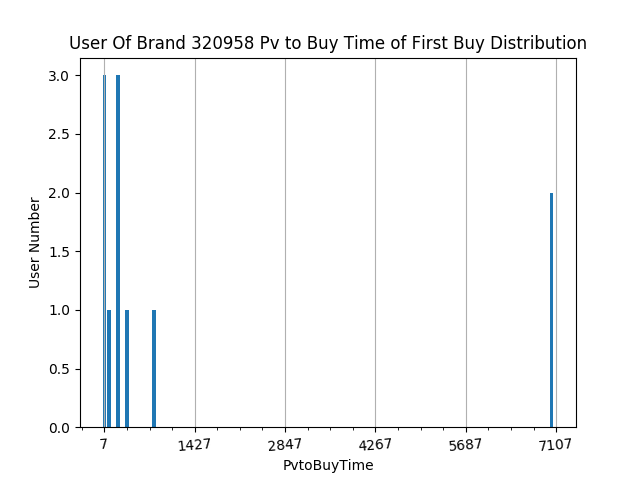 User Of Brand 320958 Pv to Buy Time of First Buy Distribution
3.0
2.5
2.0
1.5
1.0
0.5
0.0
User Number
7 1427 2847 4267 5687 7107
PvtoBuyTime